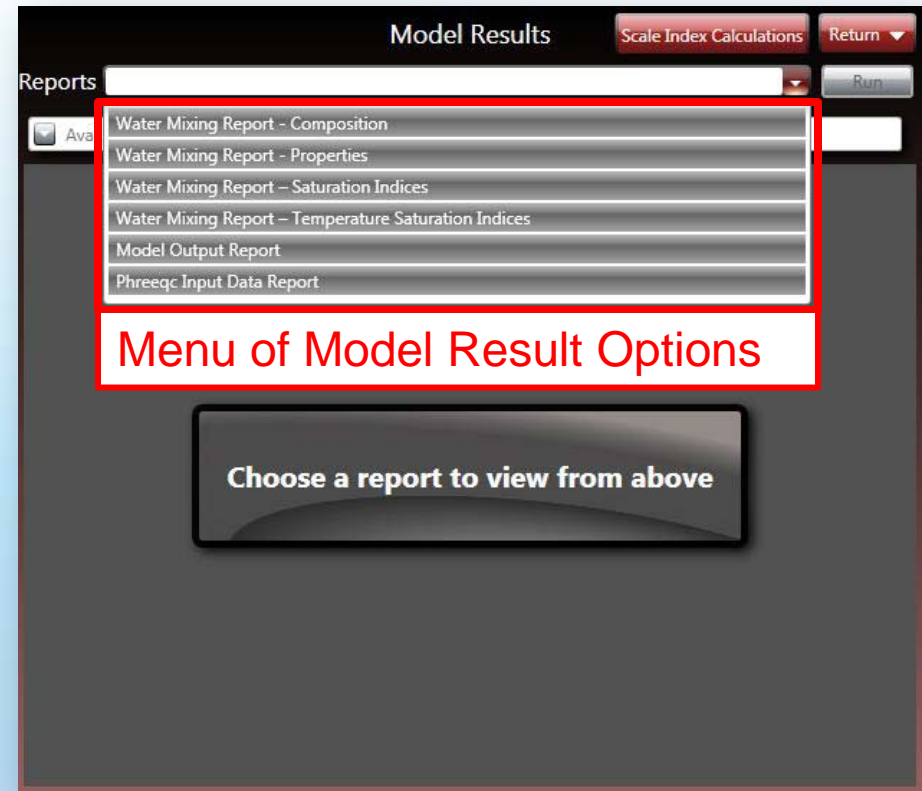 Model Results
Scale Index Calculations
Return
Reports
Run
Ava
Water Mixing Report - Composition
Water Mixing Report - Properties
Water Mixing Report – Saturation Indices
Water Mixing Report – Temperature Saturation Indices
Model Output Report
Phreeqc Input Data Report
Menu of Model Result Options
Choose a report to view from above